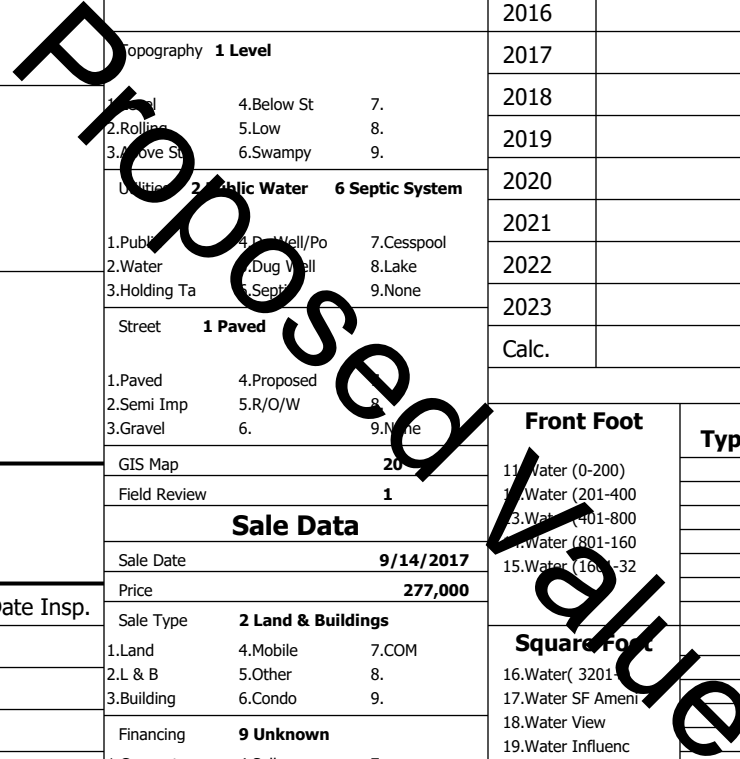 Topography 1 Level
1.Level 4.Below St 7.
2.Rolling 5.Low 8.
3.Above St 6.Swampy 9.
Utilities 2 Public Water 6 Septic System
1.Public 4.Dr Well/Po 7.Cesspool
2.Water 5.Dug Well 8.Lake
3.Holding Ta 6.Septic 9.None
Street 1 Paved
1.Paved 4.Proposed 7.
2.Semi Imp 5.R/O/W 8.
3.Gravel 6. 9.None
GIS Map 20
Field Review 1
Sale Data
Sale Date 9/14/2017
Price 277,000
Sale Type 2 Land & Buildings
1.Land 4.Mobile 7.COM
2.L & B 5.Other 8.
3.Building 6.Condo 9.
Financing 9 Unknown
Date Insp.
2016
2017
2018
2019
2020
2021
2022
2023
Calc.
Front Foot
Typ
11.Water (0-200)
12.Water (201-400
13.Water (401-800
14.Water (801-160
15.Water (1601-32
Square Foot
16.Water( 3201-
17.Water SF Ameni
18.Water View
19.Water Influenc
Proposed Value